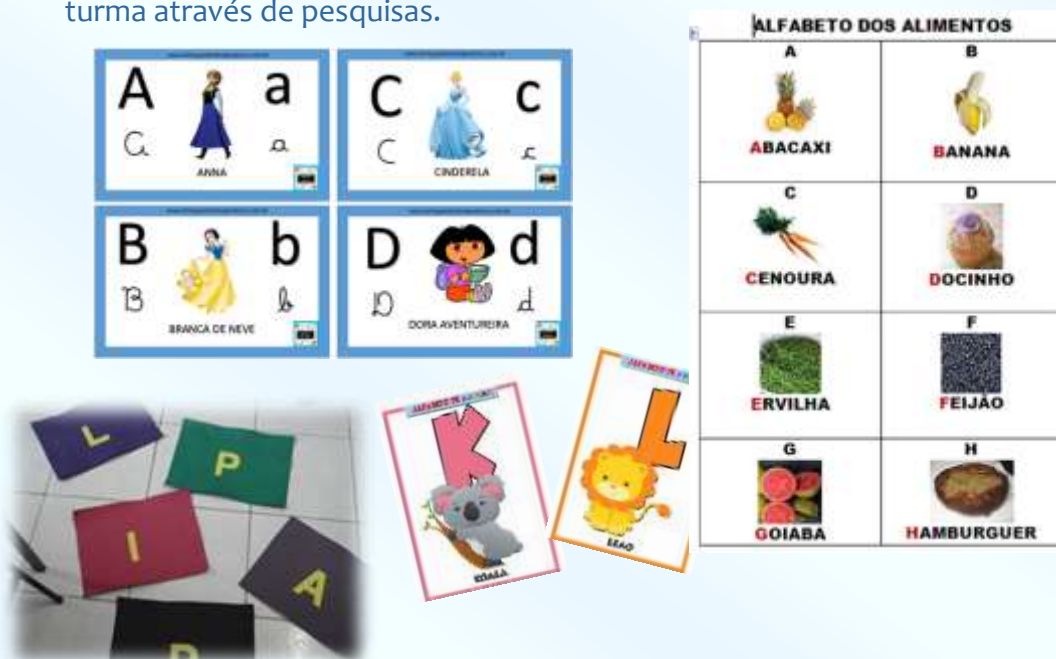 turma através de pesquisas.
A a
A a
ANNA
C c
C c
CINDERELA
B b
B b
BRANCA DE NEVE
D d
D d
DORA AVENTUREIRA
ALFABETO DOS ALIMENTOS
A
ABACAXI
B
BANANA
C
CENOURA
D
DOCINHO
E
ERVILHA
F
FEIJÃO
G
GOIABA
H
HAMBURGUER
L
P
I
A
K
KOALA
L
LEÃO